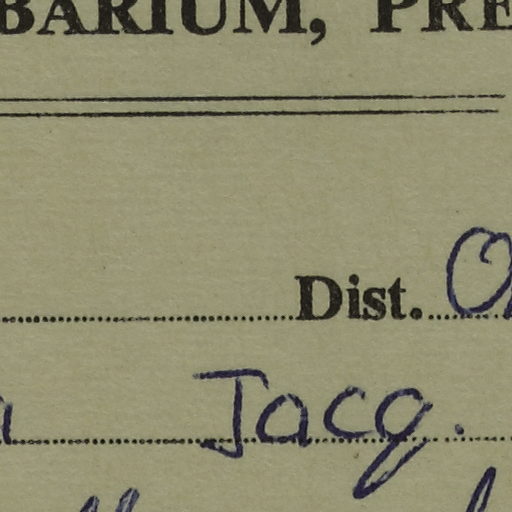 BARIUM, PRE
Dist. O
a Jacq.